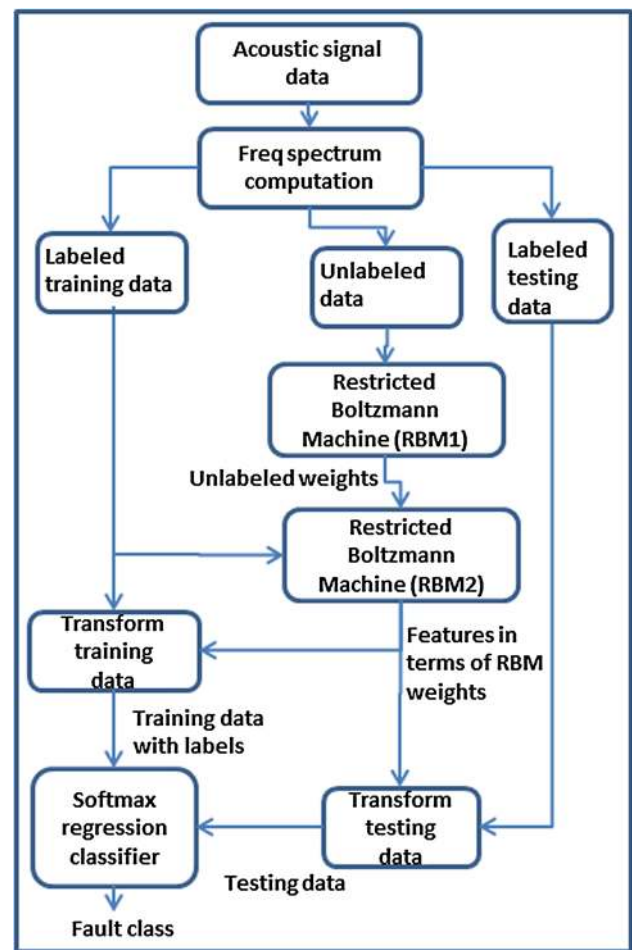 Acoustic signal
data
Freq spectrum
computation
Labeled
training data
Unlabeled
data
Labeled
testing
data
Restricted
Boltzmann
Machine (RBM1)
Unlabeled weights
Restricted
Boltzmann
Machine (RBM2)
Transform
training
data
Features in
terms of RBM
weights
Training data
with labels
Softmax
regression
classifier
Transform
testing
data
Testing data
Fault class